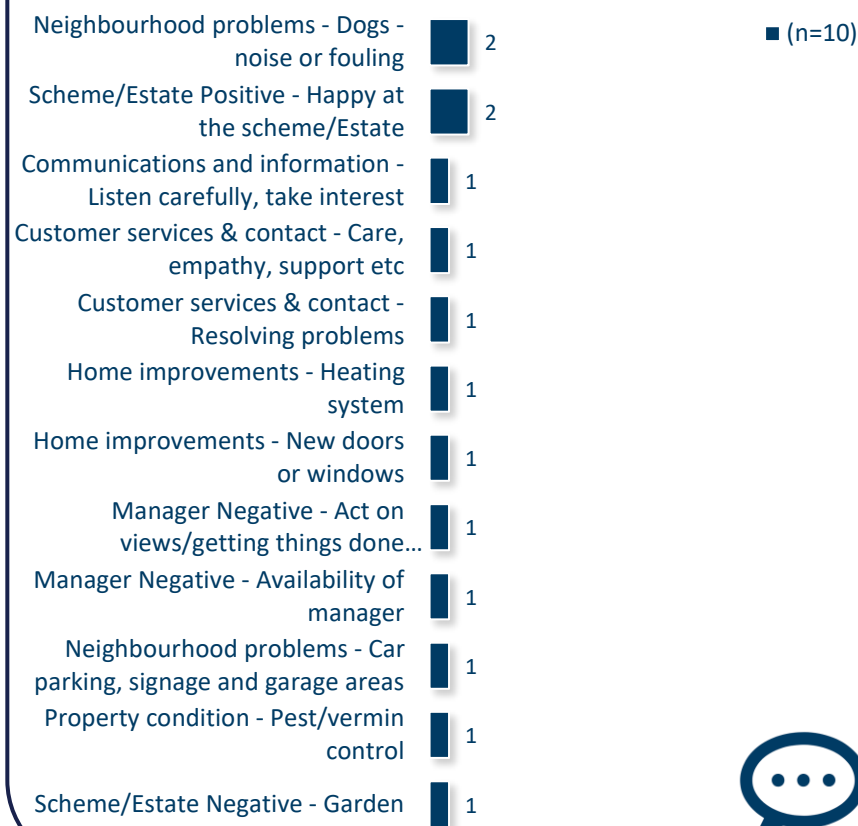 Neighbourhood problems - Dogs -
noise or fouling
2
(n=10)
Scheme/Estate Positive - Happy at
the scheme/Estate
2
Communications and information -
Listen carefully, take interest
1
Customer services & contact - Care,
empathy, support etc
1
Customer services & contact -
Resolving problems
1
Home improvements - Heating
system
1
Home improvements - New doors
or windows
1
Manager Negative - Act on
views/getting things done...
1
Manager Negative - Availability of
manager
1
Neighbourhood problems - Car
parking, signage and garage areas
1
Property condition - Pest/vermin
control
1
Scheme/Estate Negative - Garden
1